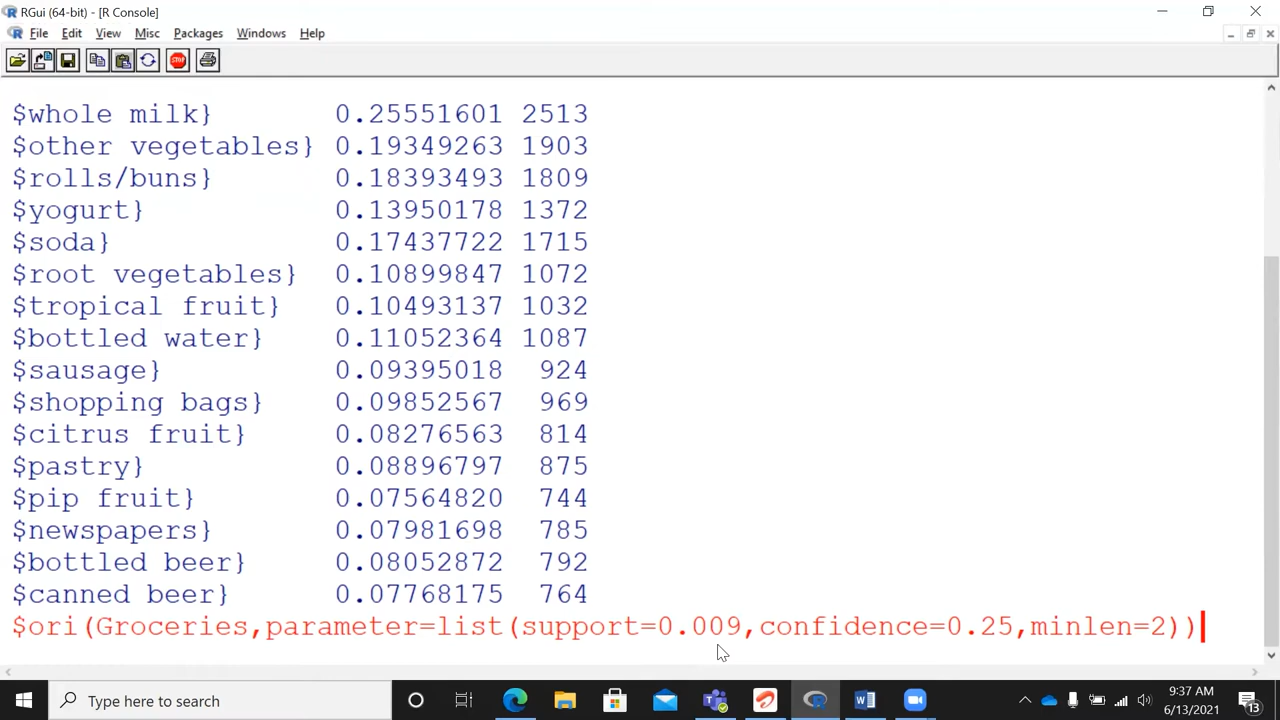 RGui (64-bit) - [R Console]
File Edit View Misc Packages Windows Help
STOP
$whole milk} 0.25551601 2513
$other vegetables} 0.19349263 1903
$rolls/buns} 0.18393493 1809
$yogurt} 0.13950178 1372
$soda} 0.17437722 1715
$root vegetables} 0.10899847 1072
$tropical fruit} 0.10493137 1032
$bottled water} 0.11052364 1087
$sausage} 0.09395018 924
$shopping bags} 0.09852567 969
$citrus fruit} 0.08276563 814
$pastry} 0.08896797 875
$pip fruit} 0.07564820 744
$newspapers} 0.07981698 785
$bottled beer} 0.08052872 792
$canned beer} 0.07768175 764
$ori(Groceries,parameter=list(support=0.009,confidence=0.25,minlen=2))
Type here to search
9:37 AM
6/13/2021
13